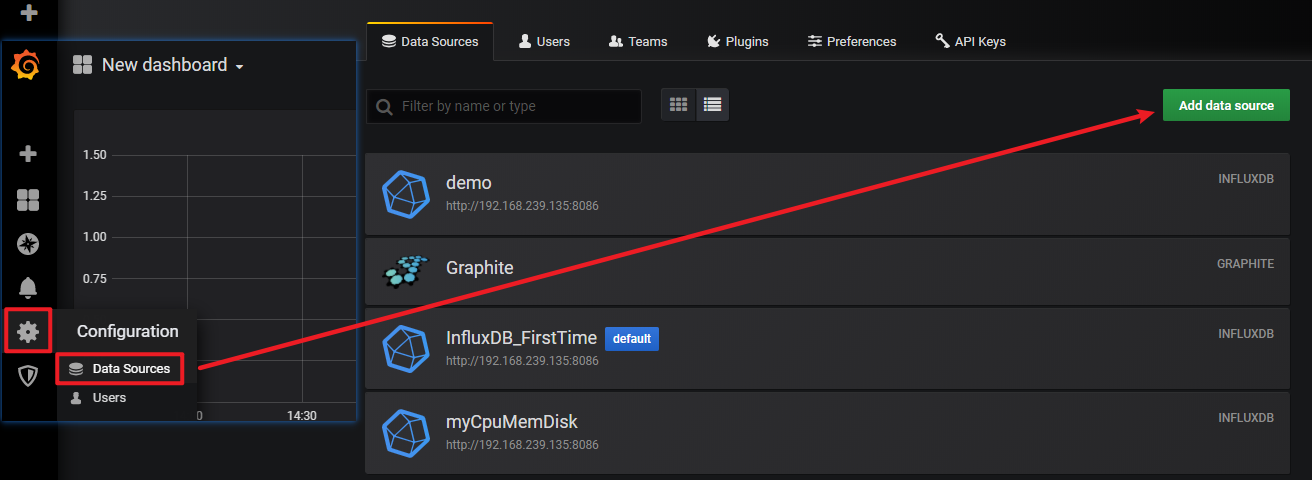 New dashboard
1.50
1.25
1.00
0.75
Configuration
Data Sources
Users
0
14:30
Data Sources
Users
Teams
Plugins
Preferences
API Keys
Filter by name or type
Add data source
demo
http://192.168.239.135:8086
INFLUXDB
Graphite
GRAPHITE
InfluxDB_FirstTime
default
http://192.168.239.135:8086
INFLUXDB
myCpuMemDisk
http://192.168.239.135:8086
INFLUXDB